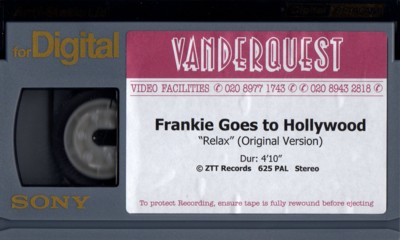 for Digital
VANDERQUEST
VIDEO FACILITIES ✆ 020 8977 1743 ✆ ✆ 020 8943 2818 ✆
Frankie Goes to Hollywood
“Relax” (Original Version)
Dur: 4’10”
© ZTT Records 625 PAL Stereo
To protect Recording, ensure tape is fully rewound before ejecting
SONY